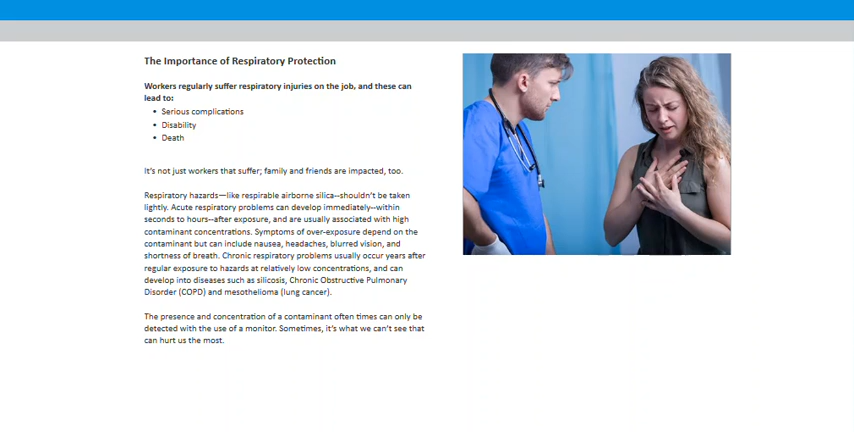 The Importance of Respiratory Protection
Workers regularly suffer respiratory injuries on the job, and these can
lead to:
• Serious complications
• Disability
• Death
It's not just workers that suffer; family and friends are impacted, too.
Respiratory hazards—like respirable airborne silica--shouldn't be taken
lightly. Acute respiratory problems can develop immediately--within
seconds to hours--after exposure, and are usually associated with high
contaminant concentrations. Symptoms of over-exposure depend on the
contaminant but can include nausea, headaches, blurred vision, and
shortness of breath. Chronic respiratory problems usually occur years after
regular exposure to hazards at relatively low concentrations, and can
develop into diseases such as silicosis, Chronic Obstructive Pulmonary
Disorder (COPD) and mesothelioma (lung cancer).
The presence and concentration of a contaminant often times can only be
detected with the use of a monitor. Sometimes, it's what we can't see that
can hurt us the most.